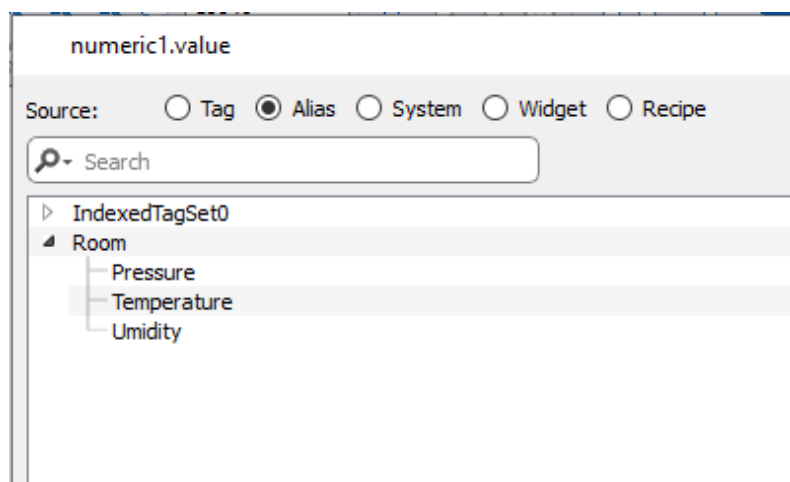 numeric1.value
Source: Tag Alias System Widget Recipe
Search
IndexedTagSet0
Room
Pressure
Temperature
Umidity